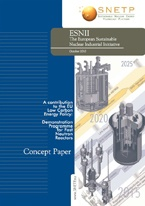 SNETP
ESNII
The European Sustainable
Nuclear Industrial Initiative
2025
2020
2015
A contribution
to the EU
Low Carbon
Energy Policy:
Demonstration
Programme
for Fast
Neutron
Reactors
Concept Paper